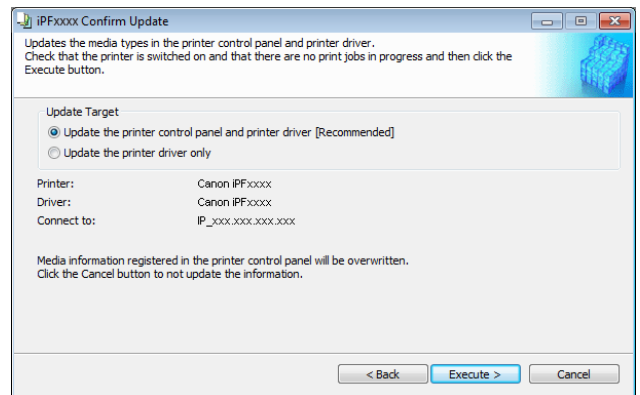 iPFxxxx Confirm Update
Updates the media types in the printer control panel and printer driver.
Check that the printer is switched on and that there are no print jobs in progress and then click the
Execute button.
Update Target
Update the printer control panel and printer driver [Recommended]
Update the printer driver only
Printer: Canon iPFxxxx
Driver: Canon iPFxxxx
Connect to: IP_xxx.xxx.xxx.xxx
Media information registered in the printer control panel will be overwritten.
Click the Cancel button to not update the information.
< Back Execute > Cancel